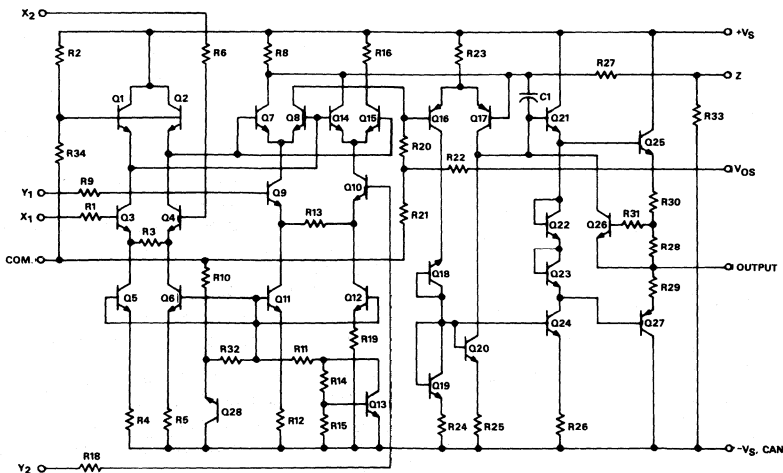 X2
+VS
R2
R6
R8
R16
R23
R27
Z
Q1
Q2
Q7
Q8
Q14
Q15
Q16
Q17
C1
Q21
R33
Q25
R34
R20
R22
VOS
Y1
R9
Q9
Q10
R30
X1
R1
Q3
Q4
R13
R21
Q22
Q26
R31
R3
R28
COM.
OUTPUT
R10
Q18
Q23
R29
Q5
Q6
Q11
Q12
R19
Q24
Q27
Q20
R32
R11
R14
Q13
Q19
Q28
R4
R5
R12
R15
R24
R25
R26
-VS, CAN
Y2
R18